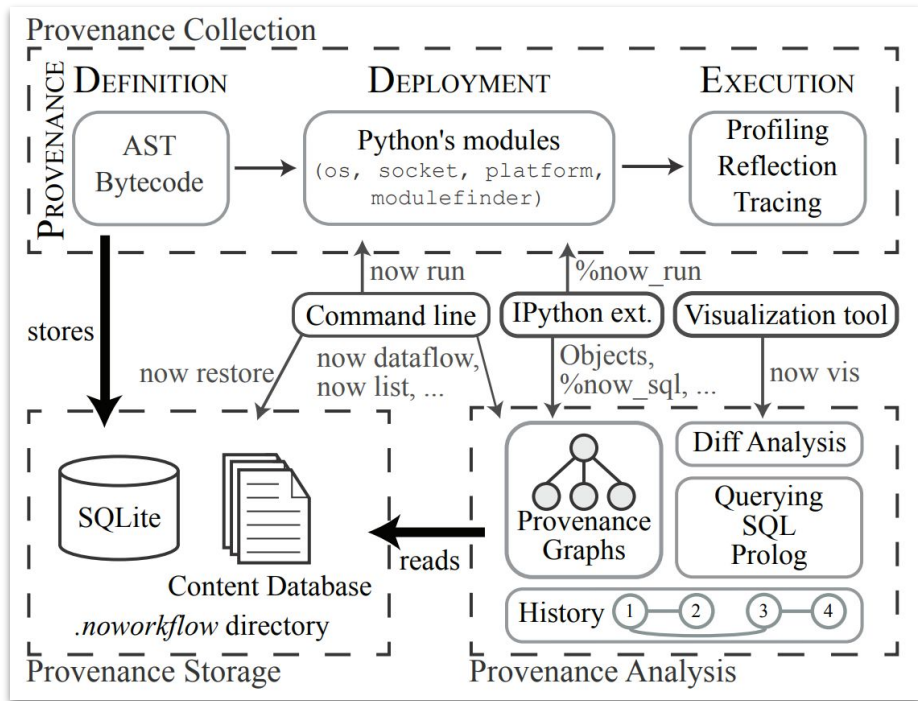 Provenance Collection
PROVENANCE
DEFINITION
DEPLOYMENT
EXECUTION
AST
Bytecode
Python's modules
(os, socket, platform,
modulefinder)
Profiling
Reflection
Tracing
now run
%now_run
stores
Command line
IPython ext.
Visualization tool
now restore
now dataflow,
now list, ...
Objects,
%now_sql, ...
now vis
SQLite
Content Database
.noworkflow directory
Provenance Storage
reads
Provenance
Graphs
Diff Analysis
Querying
SQL
Prolog
History 1 2 3 4
Provenance Analysis